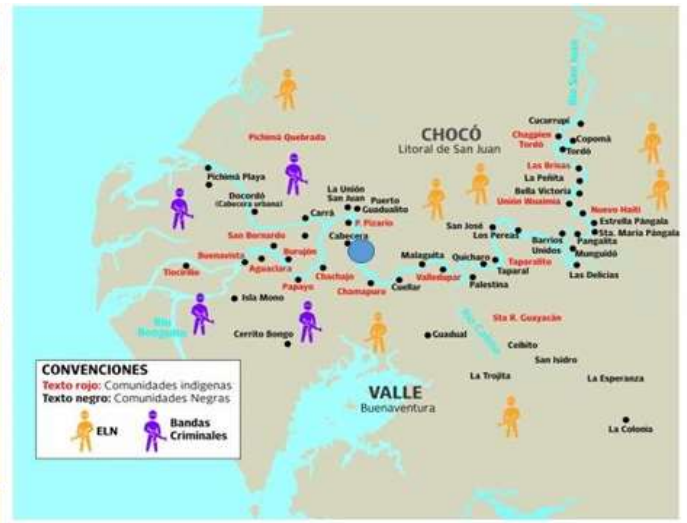 Río San Juan
Cucurrupí
Chagpien
Tordó
Copomá
Tordó
Pichimá Quebrada
CHOCÓ
Litoral de San Juan
Las Brisas
La Peñita
Bella Victoria
Unión Wuaimia
Pichimá Playa
La Unión
San Juan
Puerto
Guadualito
Docordó
(Cabecera urbana)
Nuevo Haití
Estrella Pángala
Sta. María Pángala
Carrá
P. Pizario
San José
Los Pereas
San Bernardo
Cabecera
Barrios
Unidos
Pangalita
Munguidó
Buenavista
Burujón
Malaguita
Quícharo
Taparalito
Tiocirilio
Aguaclara
Chachajo
Valledupar
Taparal
Las Delicias
Papayo
Chamapuro
Cuellar
Palestina
Isla Mono
Sta R. Guayacán
Río
Cerrito Bongo
Guadual
Río
Ceibito
San Isidro
CONVENCIONES
Texto rojo: Comunidades indígenas
Texto negro: Comunidades Negras
ELN
Bandas
Criminales
VALLE
Buenaventura
La Trojita
La Esperanza
La Colonia